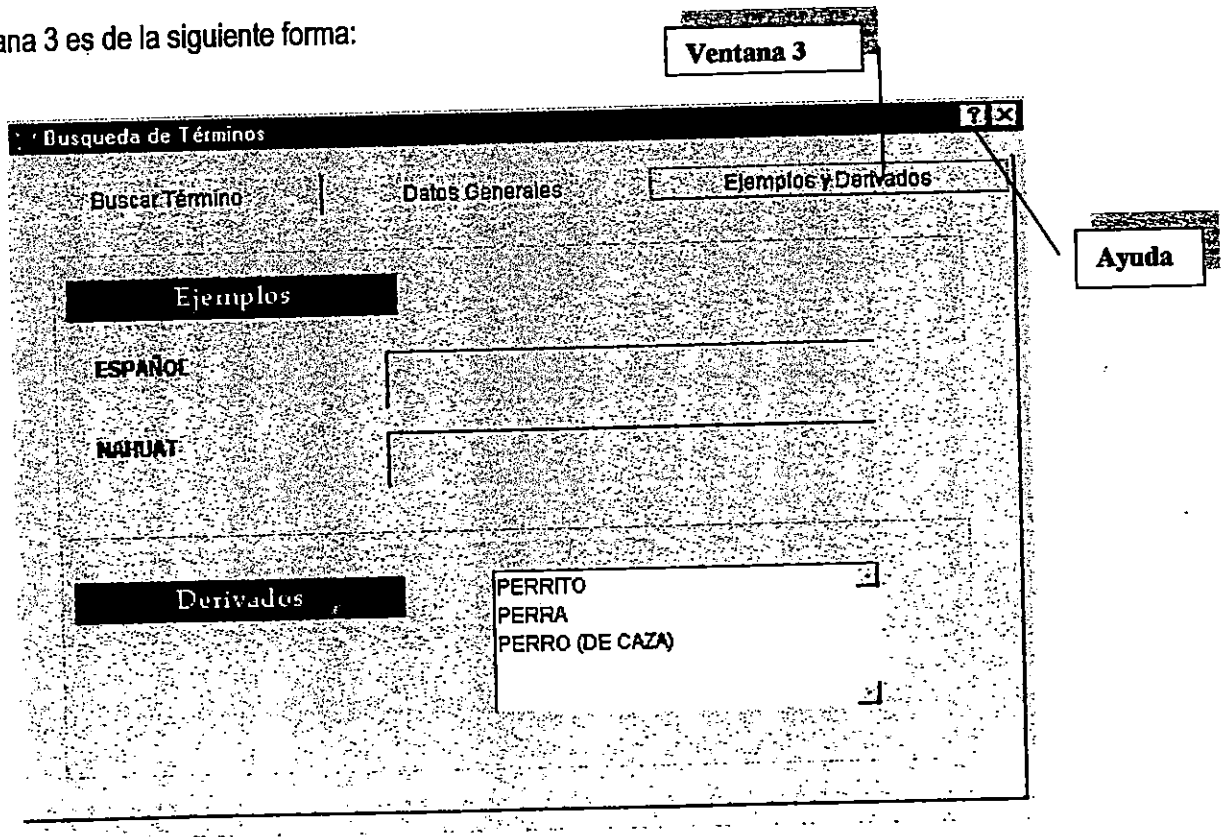 ana 3 es de la siguiente forma:
Ventana 3
Busqueda de Términos
Buscar Término
Datos Generales
Ejemplos y Derivados
Ayuda
Ejemplos
ESPAÑOL
NAHUAT
Derivados
PERRITO
PERRA
PERRO (DE CAZA)